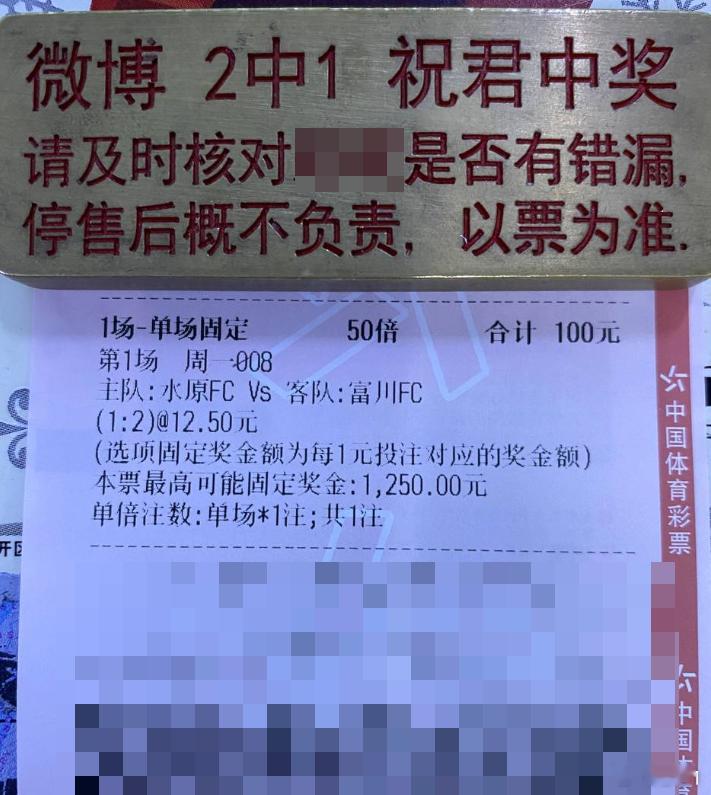 微博 2中1 祝君中奖
请及时核对 是否有错漏,
停售后概不负责, 以票为准.
1场-单场固定 50倍 合计 100元
第1场 周一008
主队:水原FC Vs 客队:富川FC
(1:2)@12.50元
(选项固定奖金额为每1元投注对应的奖金额)
本票最高可能固定奖金:1,250.00元
单倍注数:单场*1注;共1注
中国体育彩票
中国体
开区